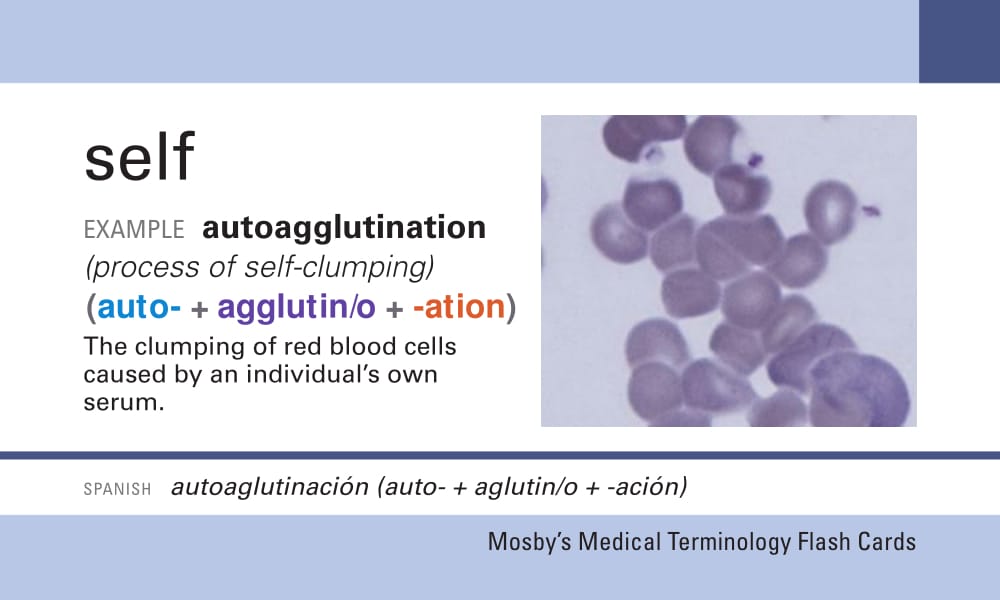 self
EXAMPLE autoagglutination
(process of self-clumping)
(auto- + agglutin/o + -ation)
The clumping of red blood cells
caused by an individual’s own
serum.
SPANISH autoaglutinación (auto- + aglutin/o + -ación)
Mosby’s Medical Terminology Flash Cards